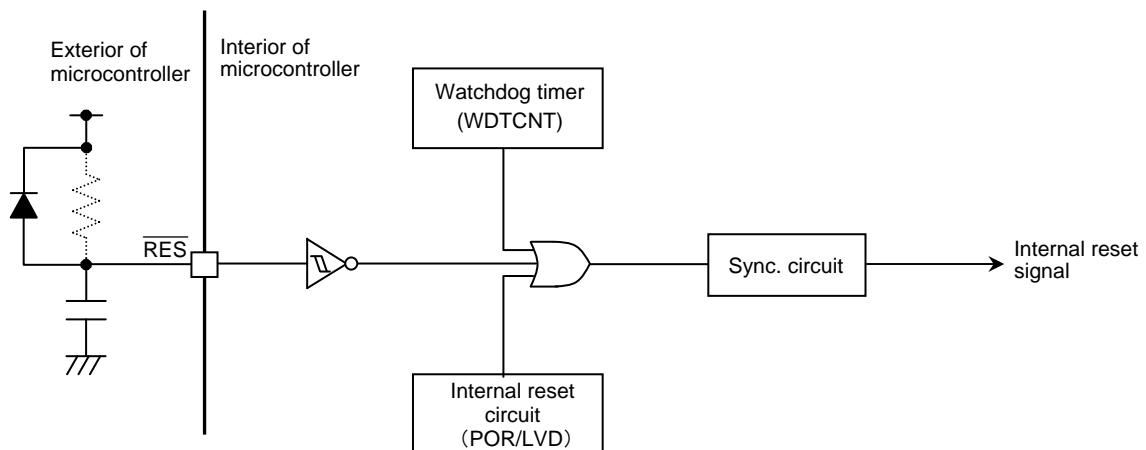 Exterior of
microcontroller
Interior of
microcontroller
Watchdog timer
(WDTCNT)
RES
Sync. circuit
Internal reset
signal
Internal reset
circuit
（POR/LVD）